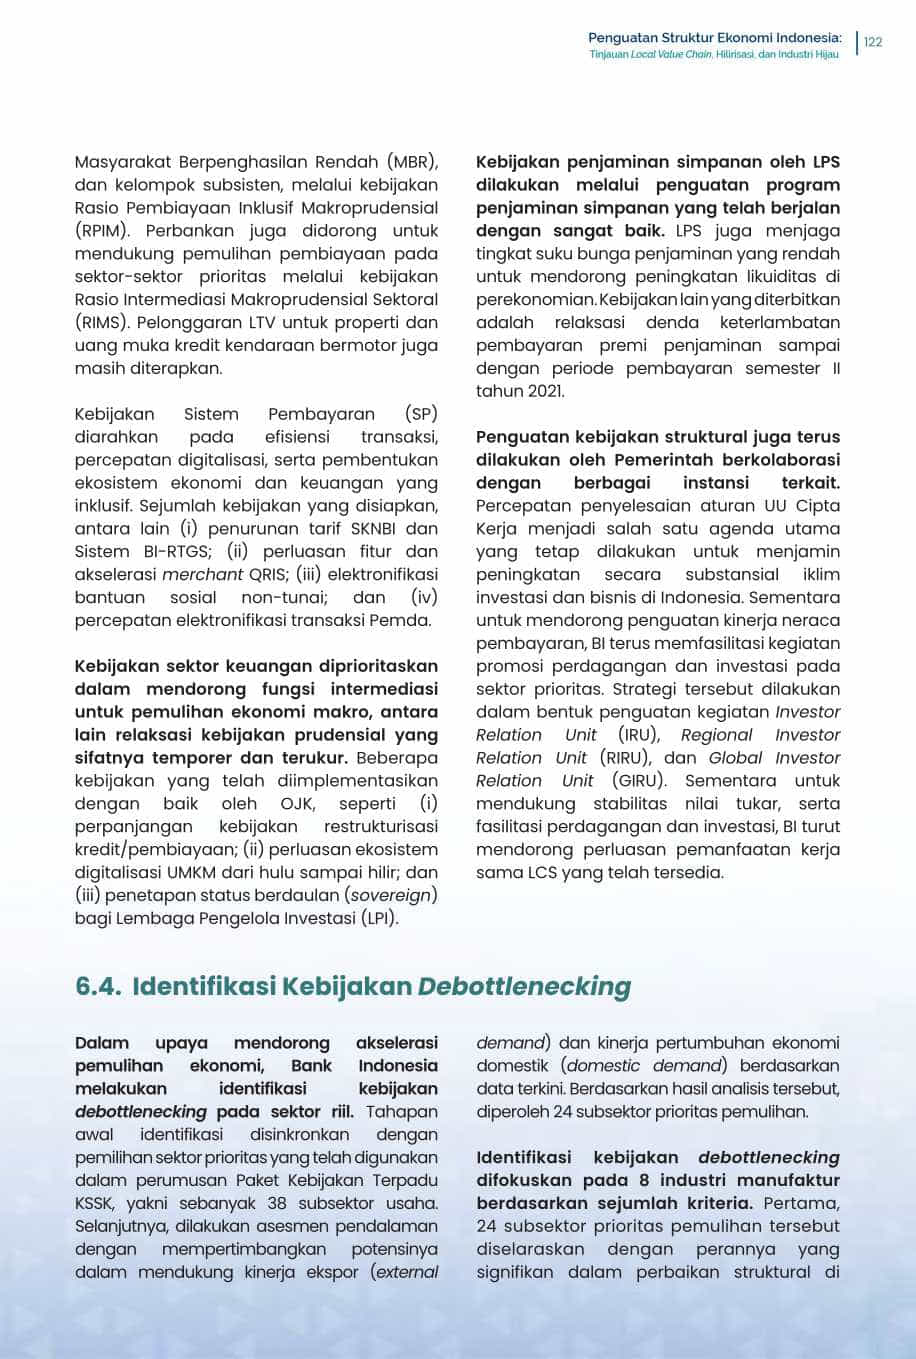 Penguatan Struktur Ekonomi Indonesia:
Tinjauan Local Value Chain, Hilirisasi, dan Industri Hijau
122
Masyarakat Berpenghasilan Rendah (MBR),
dan kelompok subsisten, melalui kebijakan
Rasio Pembiayaan Inklusif Makroprudensial
(RPIM). Perbankan juga didorong untuk
mendukung pemulihan pembiayaan pada
sektor-sektor prioritas melalui kebijakan
Rasio Intermediasi Makroprudensial Sektoral
(RIMS). Pelonggaran LTV untuk properti dan
uang muka kredit kendaraan bermotor juga
masih diterapkan.
Kebijakan Sistem Pembayaran (SP)
diarahkan pada efisiensi transaksi,
percepatan digitalisasi, serta pembentukan
ekosistem ekonomi dan keuangan yang
inklusif. Sejumlah kebijakan yang disiapkan,
antara lain (i) penurunan tarif SKNBI dan
Sistem BI-RTGS; (ii) perluasan fitur dan
akselerasi merchant QRIS; (iii) elektronifikasi
bantuan sosial non-tunai; dan (iv)
percepatan elektronifikasi transaksi Pemda.
Kebijakan sektor keuangan diprioritaskan
dalam mendorong fungsi intermediasi
untuk pemulihan ekonomi makro, antara
lain relaksasi kebijakan prudensial yang
sifatnya temporer dan terukur. Beberapa
kebijakan yang telah diimplementasikan
dengan baik oleh OJK, seperti (i)
perpanjangan kebijakan restrukturisasi
kredit/pembiayaan; (ii) perluasan ekosistem
digitalisasi UMKM dari hulu sampai hilir; dan
(iii) penetapan status berdaulan (sovereign)
bagi Lembaga Pengelola Investasi (LPI).
Kebijakan penjaminan simpanan oleh LPS
dilakukan melalui penguatan program
penjaminan simpanan yang telah berjalan
dengan sangat baik. LPS juga menjaga
tingkat suku bunga penjaminan yang rendah
untuk mendorong peningkatan likuiditas di
perekonomian. Kebijakan lain yang diterbitkan
adalah relaksasi denda keterlambatan
pembayaran premi penjaminan sampai
dengan periode pembayaran semester II
tahun 2021.
Penguatan kebijakan struktural juga terus
dilakukan oleh Pemerintah berkolaborasi
dengan berbagai instansi terkait.
Percepatan penyelesaian aturan UU Cipta
Kerja menjadi salah satu agenda utama
yang tetap dilakukan untuk menjamin
peningkatan secara substansial iklim
investasi dan bisnis di Indonesia. Sementara
untuk mendorong penguatan kinerja neraca
pembayaran, BI terus memfasilitasi kegiatan
promosi perdagangan dan investasi pada
sektor prioritas. Strategi tersebut dilakukan
dalam bentuk penguatan kegiatan Investor
Relation Unit (IRU), Regional Investor
Relation Unit (RIRU), dan Global Investor
Relation Unit (GIRU). Sementara untuk
mendukung stabilitas nilai tukar, serta
fasilitasi perdagangan dan investasi, BI turut
mendorong perluasan pemanfaatan kerja
sama LCS yang telah tersedia.
6.4. Identifikasi Kebijakan Debottlenecking
Dalam upaya mendorong akselerasi
pemulihan ekonomi, Bank Indonesia
melakukan identifikasi kebijakan
debottlenecking pada sektor riil. Tahapan
awal identifikasi disinkronkan dengan
pemilihan sektor prioritas yang telah digunakan
dalam perumusan Paket Kebijakan Terpadu
KSSK, yakni sebanyak 38 subsektor usaha.
Selanjutnya, dilakukan asesmen pendalaman
dengan mempertimbangkan potensinya
dalam mendukung kinerja ekspor (external
demand) dan kinerja pertumbuhan ekonomi
domestik (domestic demand) berdasarkan
data terkini. Berdasarkan hasil analisis tersebut,
diperoleh 24 subsektor prioritas pemulihan.
Identifikasi kebijakan debottlenecking
difokuskan pada 8 industri manufaktur
berdasarkan sejumlah kriteria. Pertama,
24 subsektor prioritas pemulihan tersebut
diselaraskan dengan perannya yang
signifikan dalam perbaikan struktural di